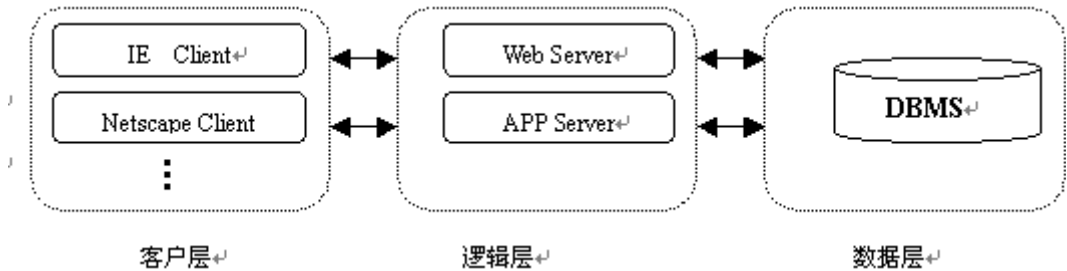 IE Client
Web Server
DBMS
Netscape Client
APP Server
客户层
逻辑层
数据层